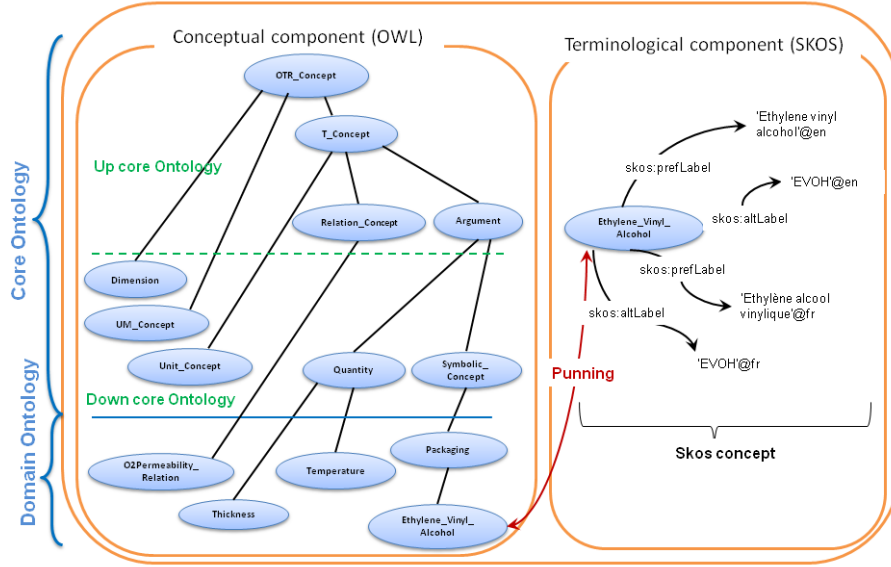 Conceptual component (OWL)
OTR_Concept
T_Concept
Up core Ontology
Relation_Concept
Argument
Dimension
UM_Concept
Unit_Concept
Quantity
Symbolic_
Concept
Down core Ontology
O2Permeability_
Relation
Temperature
Packaging
Thickness
Ethylene_Vinyl_
Alcohol
Core Ontology
Domain Ontology
Punning
Terminological component (SKOS)
'Ethylene vinyl
alcohol'@en
skos:prefLabel
'EVOH'@en
skos:altLabel
Ethylene_Vinyl_
Alcohol
skos:prefLabel
'Ethylène alcool
vinylique'@fr
skos:altLabel
'EVOH'@fr
Skos concept